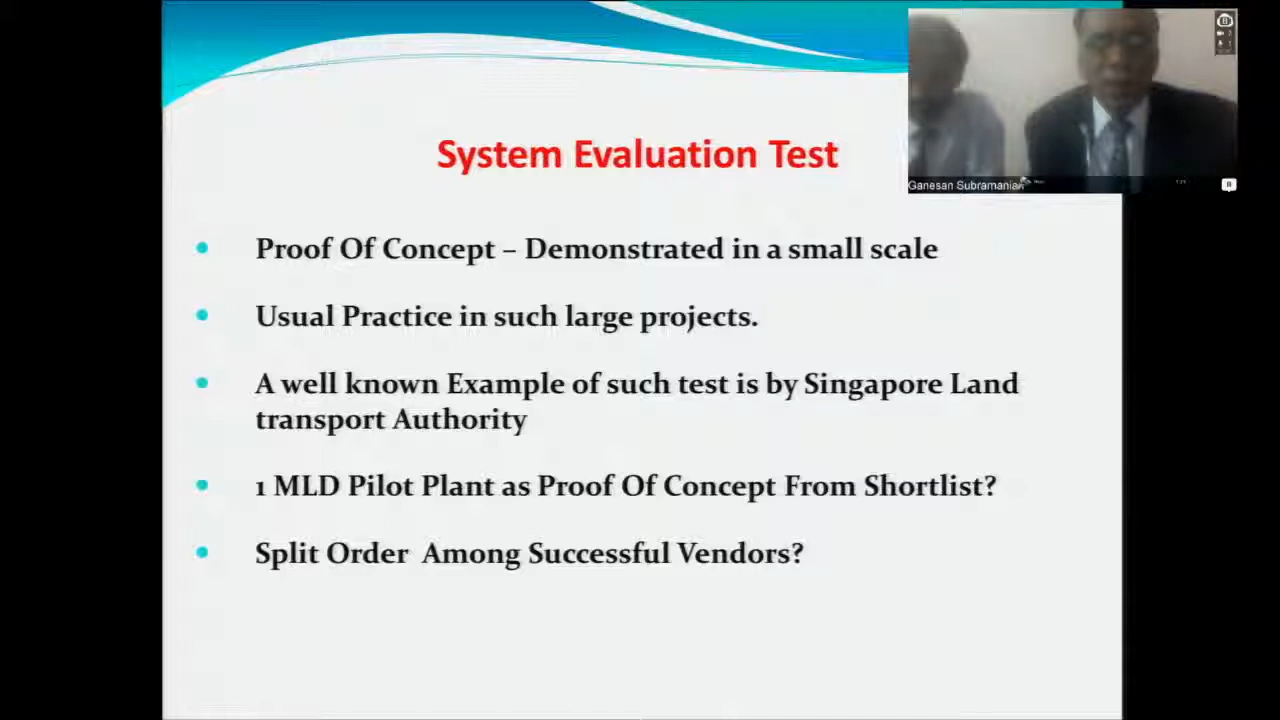 System Evaluation Test
Ganesan Subramanian
Proof Of Concept – Demonstrated in a small scale
Usual Practice in such large projects.
A well known Example of such test is by Singapore Land
transport Authority
1 MLD Pilot Plant as Proof Of Concept From Shortlist?
Split Order Among Successful Vendors?